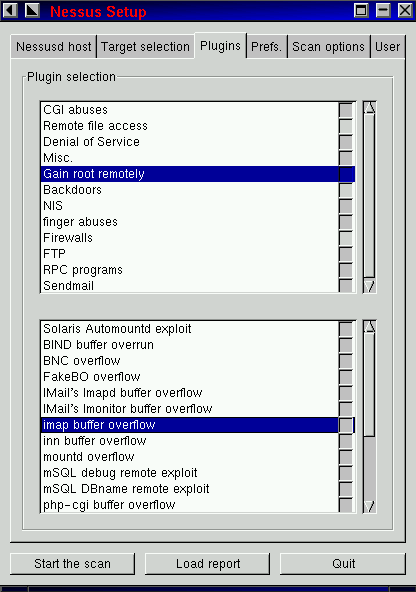 Nessus Setup
Nessusd host Target selection Plugins Prefs. Scan options User
Plugin selection
CGI abuses
Remote file access
Denial of Service
Misc.
Gain root remotely
Backdoors
NIS
finger abuses
Firewalls
FTP
RPC programs
Sendmail
Solaris Automountd exploit
BIND buffer overrun
BNC overflow
FakeBO overflow
IMail's Imapd buffer overflow
IMail's Imonitor buffer overflow
imap buffer overflow
inn buffer overflow
mountd overflow
mSQL debug remote exploit
mSQL DBname remote exploit
php-cgi buffer overflow
Start the scan Load report Quit